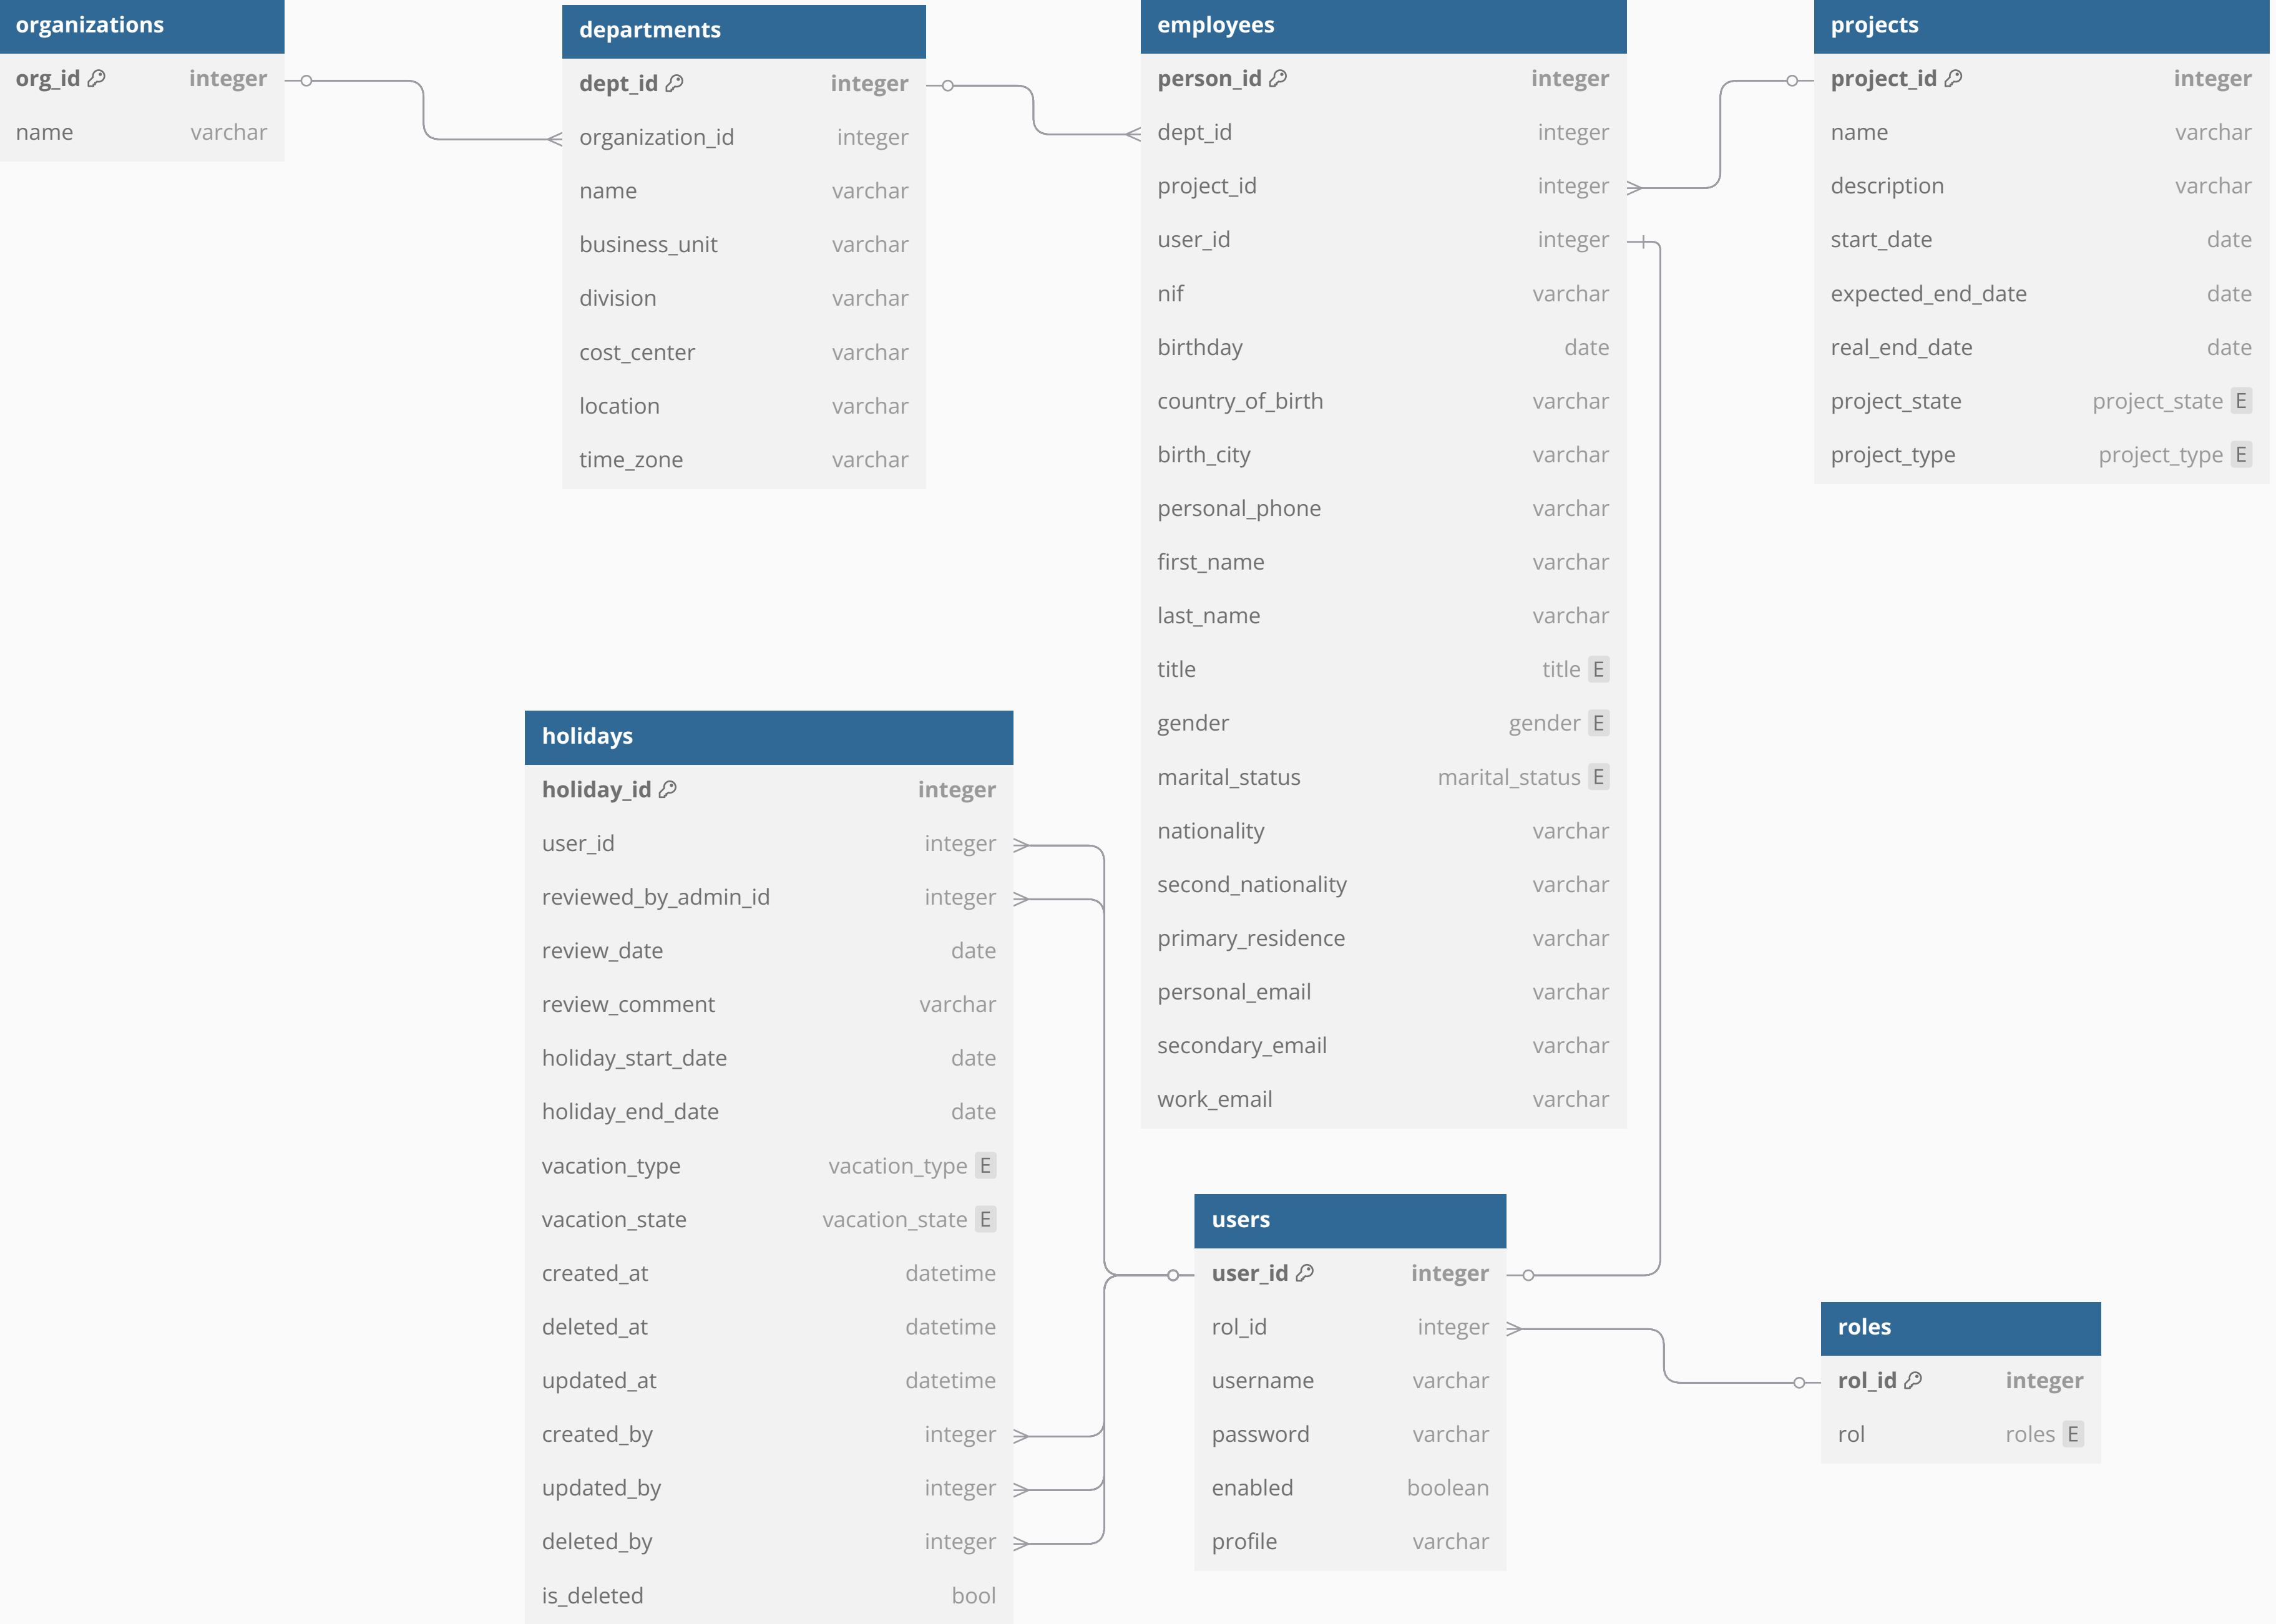 organizations
org_id integer
name varchar
departments
dept_id integer
organization_id integer
name varchar
business_unit varchar
division varchar
cost_center varchar
location varchar
time_zone varchar
employees
person_id integer
dept_id integer
project_id integer
user_id integer
nif varchar
birthday date
country_of_birth varchar
birth_city varchar
personal_phone varchar
first_name varchar
last_name varchar
title title E
gender gender E
marital_status marital_status E
nationality varchar
second_nationality varchar
primary_residence varchar
personal_email varchar
secondary_email varchar
work_email varchar
projects
project_id integer
name varchar
description varchar
start_date date
expected_end_date date
real_end_date date
project_state project_state E
project_type project_type E
holidays
holiday_id integer
user_id integer
reviewed_by_admin_id integer
review_date date
review_comment varchar
holiday_start_date date
holiday_end_date date
vacation_type vacation_type E
vacation_state vacation_state E
created_at datetime
deleted_at datetime
updated_at datetime
created_by integer
updated_by integer
deleted_by integer
is_deleted bool
users
user_id integer
rol_id integer
username varchar
password varchar
enabled boolean
profile varchar
roles
rol_id integer
rol roles E